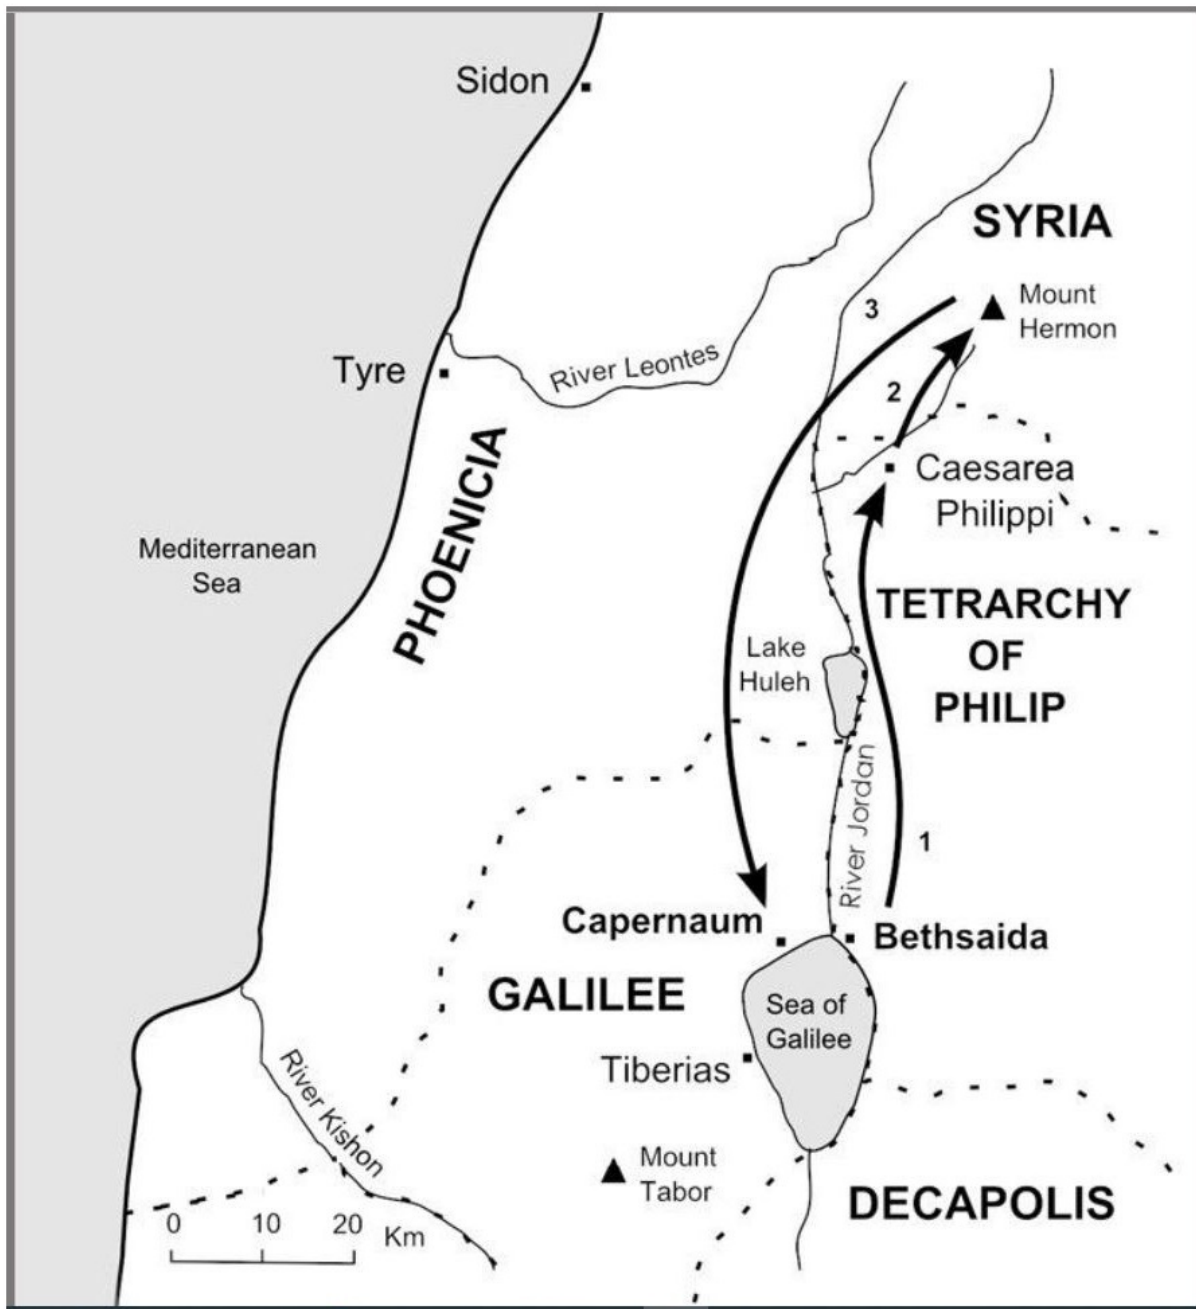 Sidon
SYRIA
3
Mount
Hermon
River Leontes
Tyre
2
Caesarea
Philippi
PHOENICIA
Mediterranean
Sea
TETRARCHY
OF
PHILIP
Lake
Huleh
River Jordan
1
Capernaum
Bethsaida
GALILEE
Sea of
Galilee
Tiberias
River Kishon
Mount
Tabor
DECAPOLIS
0 10 20
Km